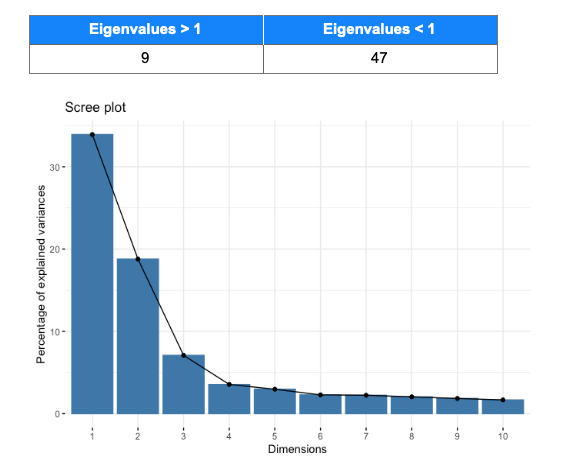 Eigenvalues > 1 Eigenvalues < 1
9 47
Scree plot
Percentage of explained variances
30
20
10
0
1 2 3 4 5 6 7 8 9 10
Dimensions